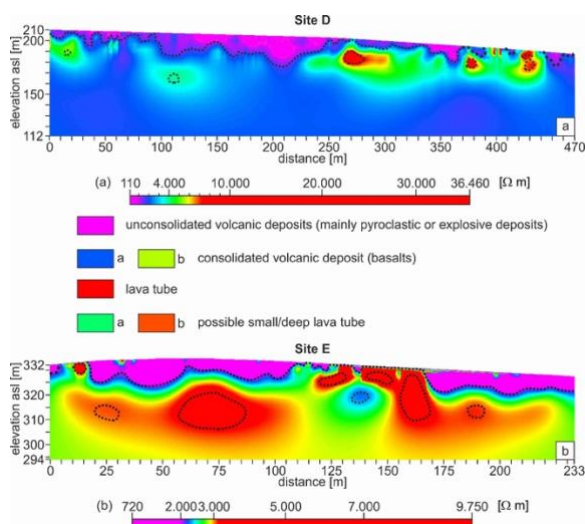 Site D
elevation asl [m]
210
200
150
112
0 50 100 150 200 250 300 350 400 470
distance [m]
a
(a) 110 4.000 10.000 20.000 30.000 36.460 [Ω m]
unconsolidated volcanic deposits (mainly pyroclastic or explosive deposits)
a b consolidated volcanic deposit (basalts)
lava tube
a b possible small/deep lava tube
Site E
elevation asl [m]
332
320
310
300
294
0 25 50 75 100 125 150 175 200 233
distance [m]
b
(b) 720 2.000 3.000 5.000 7.000 9.750 [Ω m]